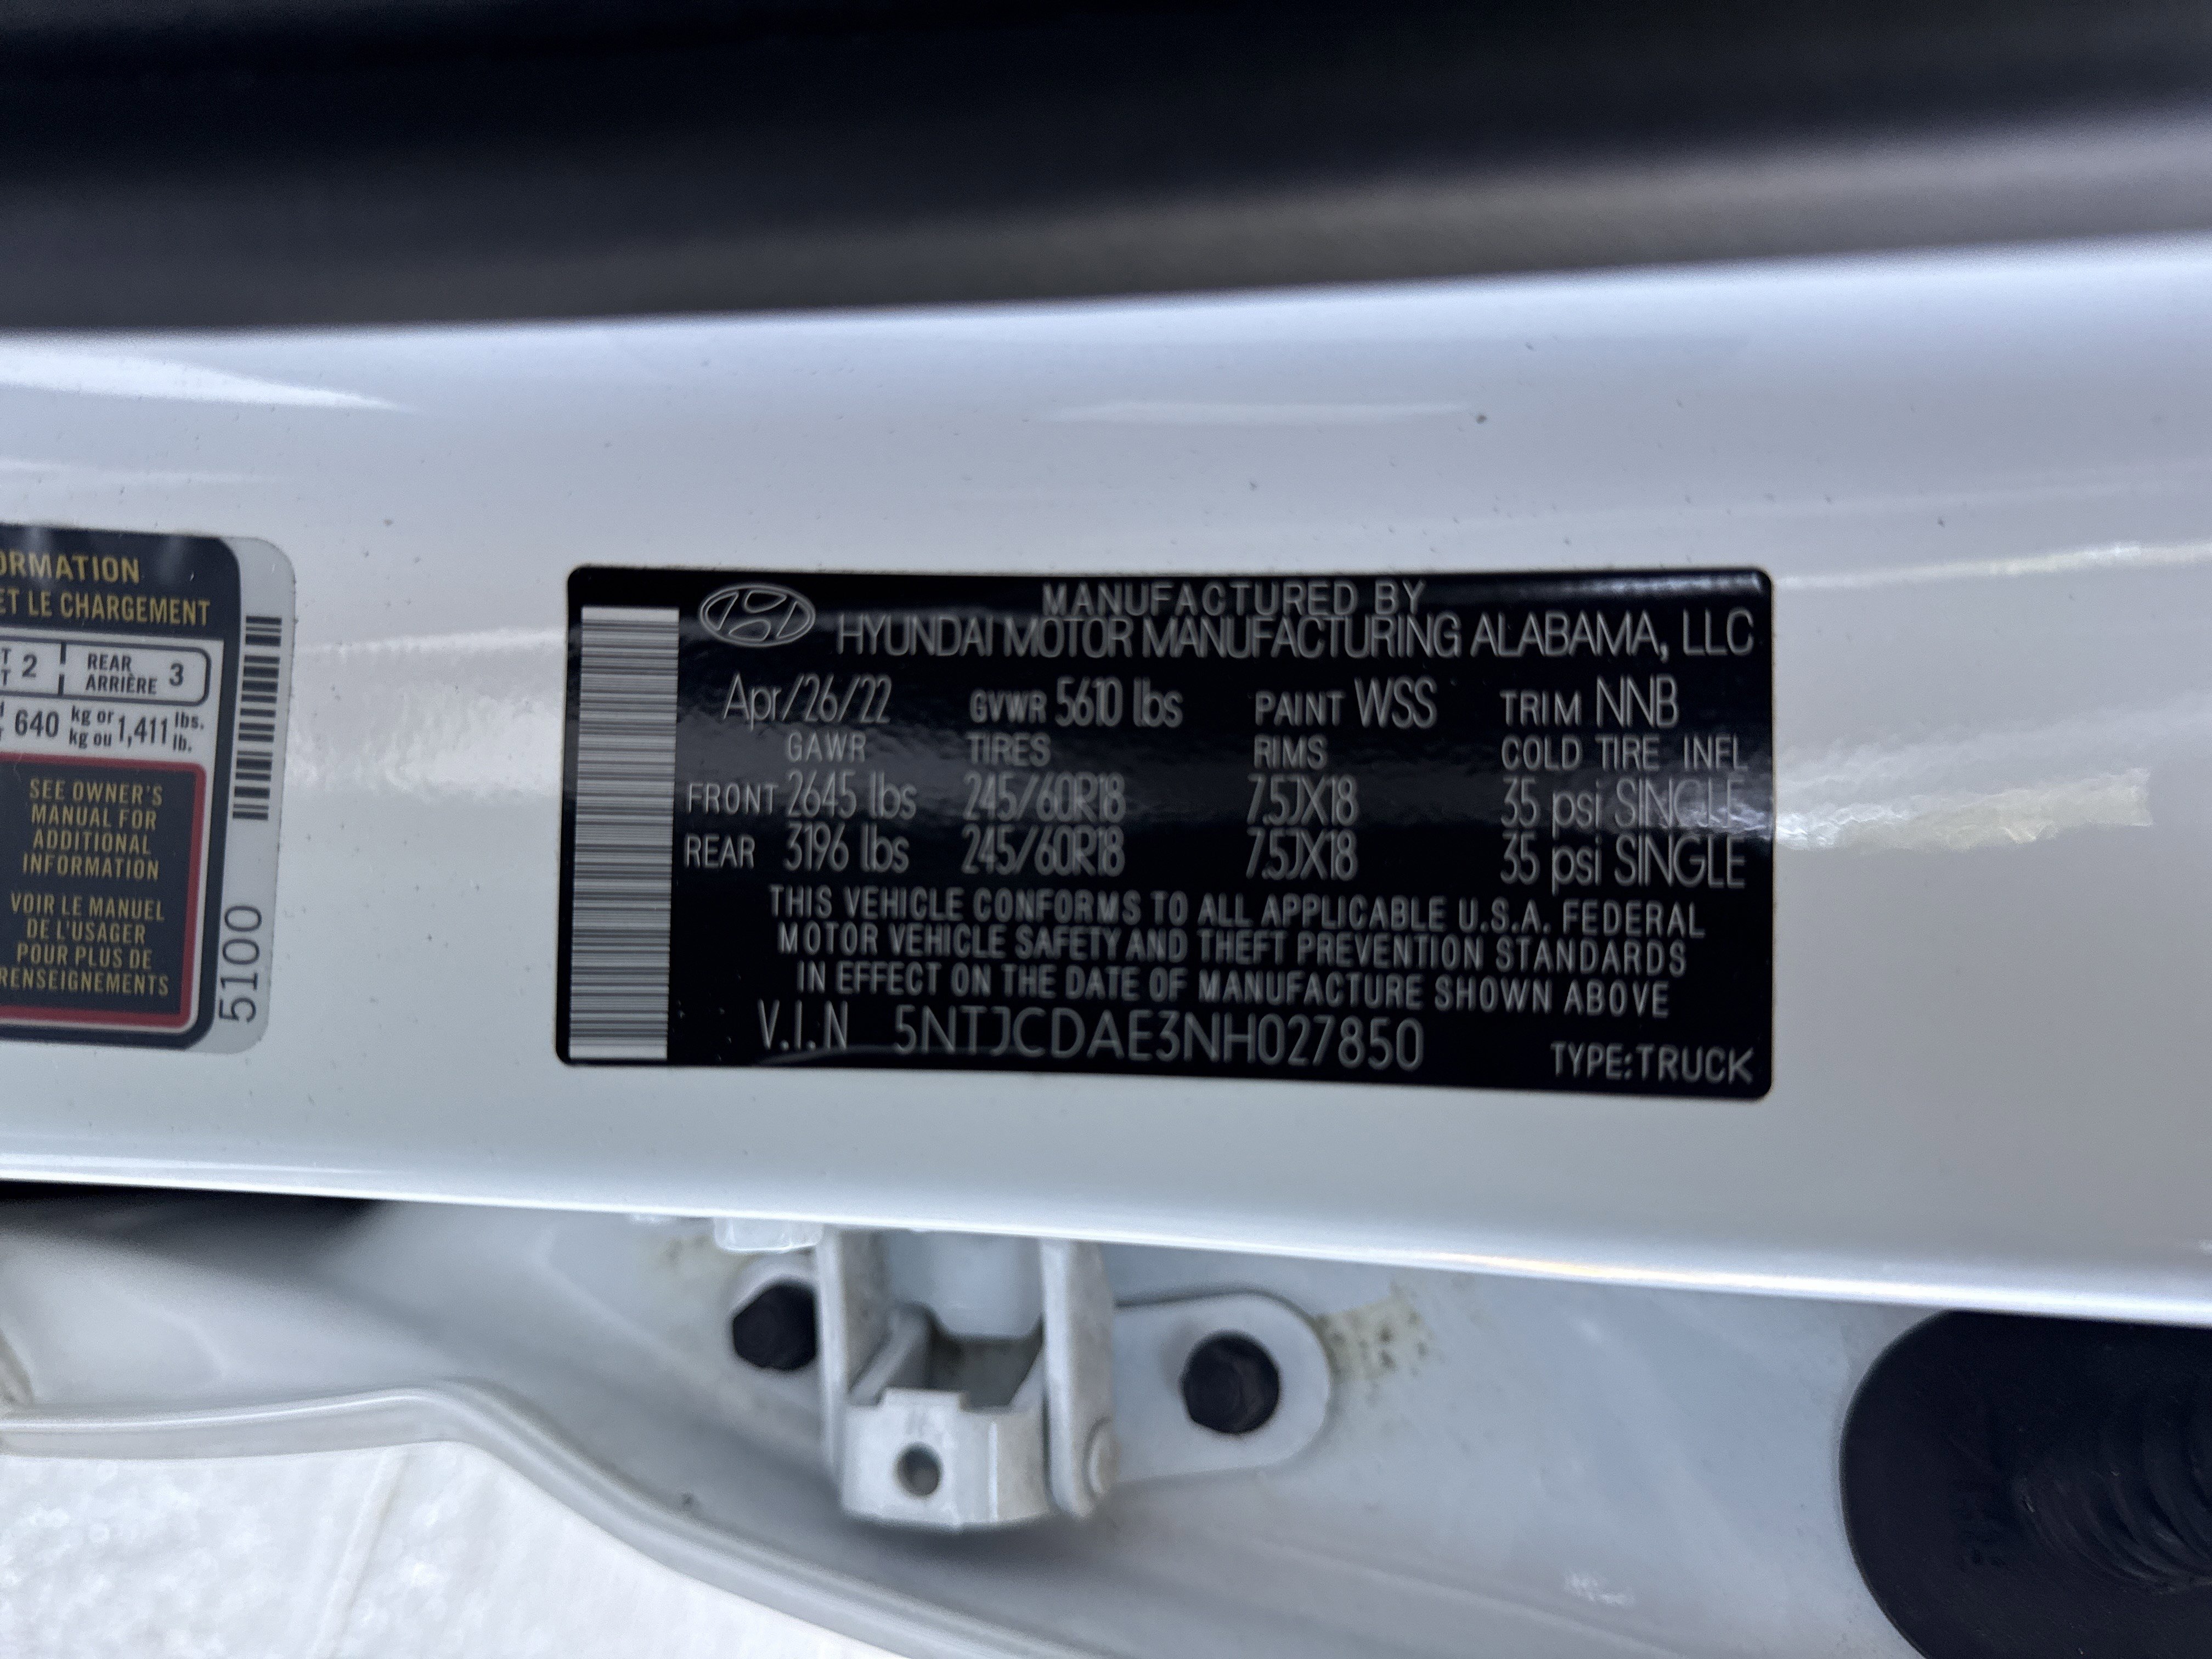 ORMATION
ET LE CHARGEMENT
2 REAR ARRIÈRE 3
640 kg or kg ou 1,411 lbs. lb.
SEE OWNER'S
MANUAL FOR
ADDITIONAL
INFORMATION
VOIR LE MANUEL
DE L'USAGER
POUR PLUS DE
RENSEIGNEMENTS
5100
MANUFACTURED BY
HYUNDAI MOTOR MANUFACTURING ALABAMA, LLC
Apr/26/22 GVWR 5610 lbs PAINT WSS TRIM NNB
GAWR TIRES RIMS COLD TIRE INFL
FRONT 2645 lbs 245/60R18 7.5JX18 35 psi SINGLE
REAR 3196 lbs 245/60R18 7.5JX18 35 psi SINGLE
THIS VEHICLE CONFORMS TO ALL APPLICABLE U.S.A. FEDERAL
MOTOR VEHICLE SAFETY AND THEFT PREVENTION STANDARDS
IN EFFECT ON THE DATE OF MANUFACTURE SHOWN ABOVE
V.I.N 5NTJCDAE3NH027850 TYPE:TRUCK